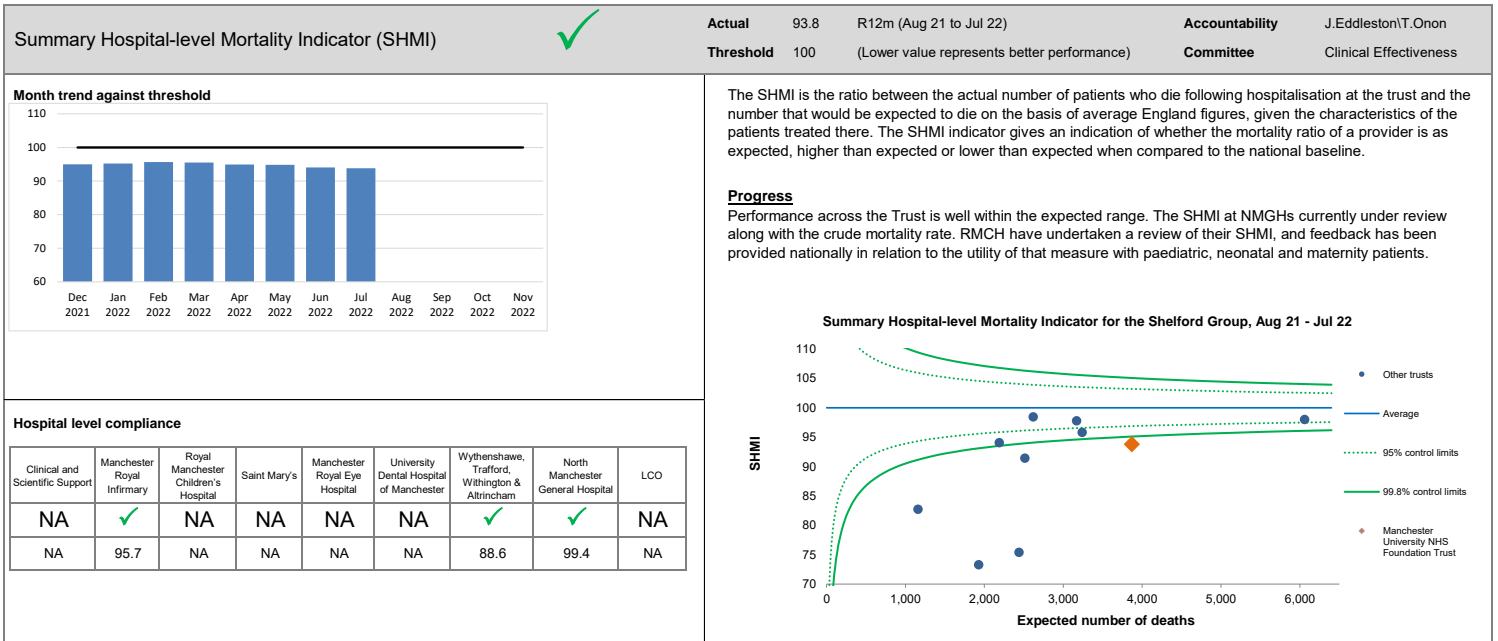 Summary Hospital-level Mortality Indicator (SHMI)
Actual 93.8 R12m (Aug 21 to Jul 22) Accountability J.Eddleston\T.Onon
Threshold 100 (Lower value represents better performance) Committee Clinical Effectiveness
Month trend against threshold
110
100
90
80
70
60
Dec Jan Feb Mar Apr May Jun Jul Aug Sep Oct Nov
2021 2022 2022 2022 2022 2022 2022 2022 2022 2022 2022 2022
Hospital level compliance
Clinical and
Scientific Support
Manchester
Royal
Infirmary
Royal
Manchester
Children's
Hospital
Saint Mary's
Manchester
Royal Eye
Hospital
University
Dental Hospital
of Manchester
Wythenshawe,
Trafford,
Withington &
Altrincham
North
Manchester
General Hospital
LCO
NA ✓ NA NA NA NA ✓ ✓ NA
NA 95.7 NA NA NA NA 88.6 99.4 NA
The SHMI is the ratio between the actual number of patients who die following hospitalisation at the trust and the
number that would be expected to die on the basis of average England figures, given the characteristics of the
patients treated there. The SHMI indicator gives an indication of whether the mortality ratio of a provider is as
expected, higher than expected or lower than expected when compared to the national baseline.
Progress
Performance across the Trust is well within the expected range. The SHMI at NMGHs currently under review
along with the crude mortality rate. RMCH have undertaken a review of their SHMI, and feedback has been
provided nationally in relation to the utility of that measure with paediatric, neonatal and maternity patients.
Summary Hospital-level Mortality Indicator for the Shelford Group, Aug 21 - Jul 22
SHMI
110
105
100
95
90
85
80
75
70
0 1,000 2,000 3,000 4,000 5,000 6,000
Expected number of deaths
Other trusts
Average
95% control limits
99.8% control limits
Manchester
University NHS
Foundation Trust